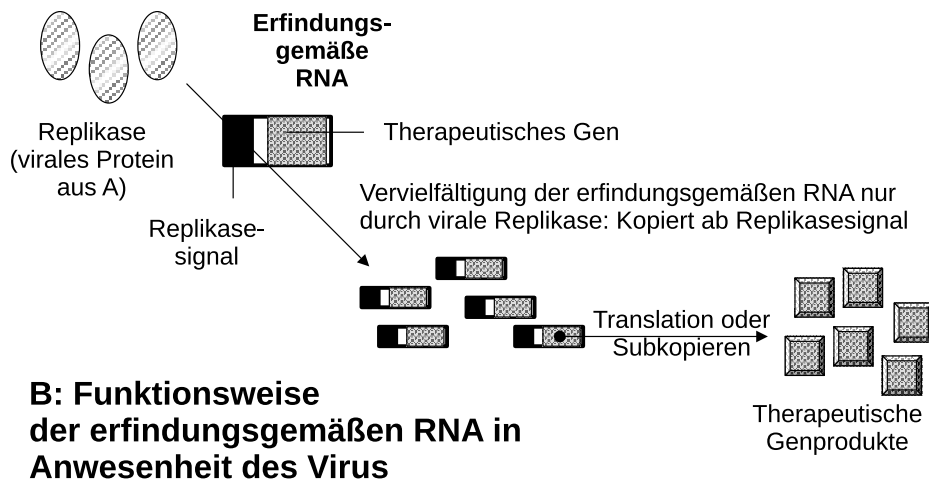 Erfindungs-
gemäße
RNA
Replikase
(virales Protein
aus A)
Therapeutisches Gen
Replikase-
signal
Vervielfältigung der erfindungsgemäßen RNA nur
durch virale Replikase: Kopiert ab Replikasesignal
Translation oder
Subkopieren
Therapeutische
Genprodukte
B: Funktionsweise
der erfindungsgemäßen RNA in
Anwesenheit des Virus